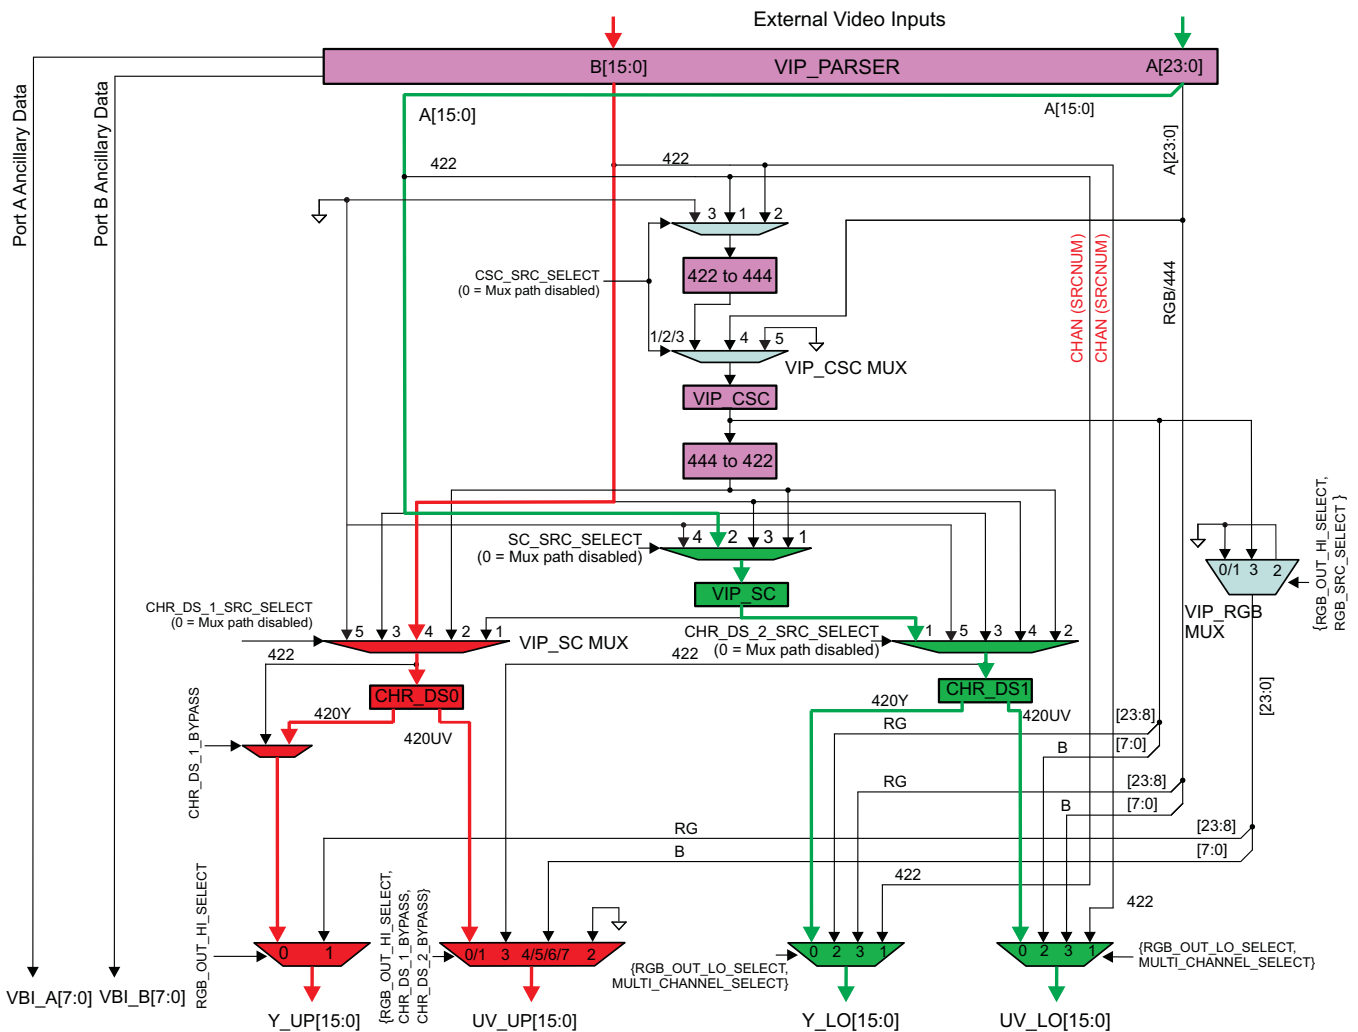 External Video Inputs
B[15:0]
VIP_PARSER
A[23:0]
Port A Ancillary Data
Port B Ancillary Data
A[15:0]
A[15:0]
A[23:0]
422
422
3 1 2
CSC_SRC_SELECT
(0 = Mux path disabled)
422 to 444
RGB/444
CHAN (SRCNUM)
CHAN (SRCNUM)
1/2/3 4 5
VIP_CSC MUX
VIP_CSC
444 to 422
SC_SRC_SELECT
(0 = Mux path disabled)
4 2 3 1
{RGB_OUT_HI_SELECT,
RGB_SRC_SELECT }
0/1 3 2
VIP_RGB
MUX
VIP_SC
CHR_DS_1_SRC_SELECT
(0 = Mux path disabled)
5 3 4 2 1
VIP_SC MUX
CHR_DS_2_SRC_SELECT
(0 = Mux path disabled)
1 5 3 4 2
422
422
CHR_DS0
CHR_DS1
[23:0]
420Y
420UV
420Y
420UV
CHR_DS_1_BYPASS
RG
[23:8]
B
[7:0]
RG
[23:8]
B
[7:0]
RG
[23:8]
B
[7:0]
422
422
RGB_OUT_HI_SELECT
0 1
{RGB_OUT_HI_SELECT,
CHR_DS_1_BYPASS,
CHR_DS_2_BYPASS}
0/1 3 4/5/6/7 2
{RGB_OUT_LO_SELECT,
MULTI_CHANNEL_SELECT}
0 2 3 1
0 2 3 1
{RGB_OUT_LO_SELECT,
MULTI_CHANNEL_SELECT}
VBI_A[7:0]
VBI_B[7:0]
Y_UP[15:0]
UV_UP[15:0]
Y_LO[15:0]
UV_LO[15:0]